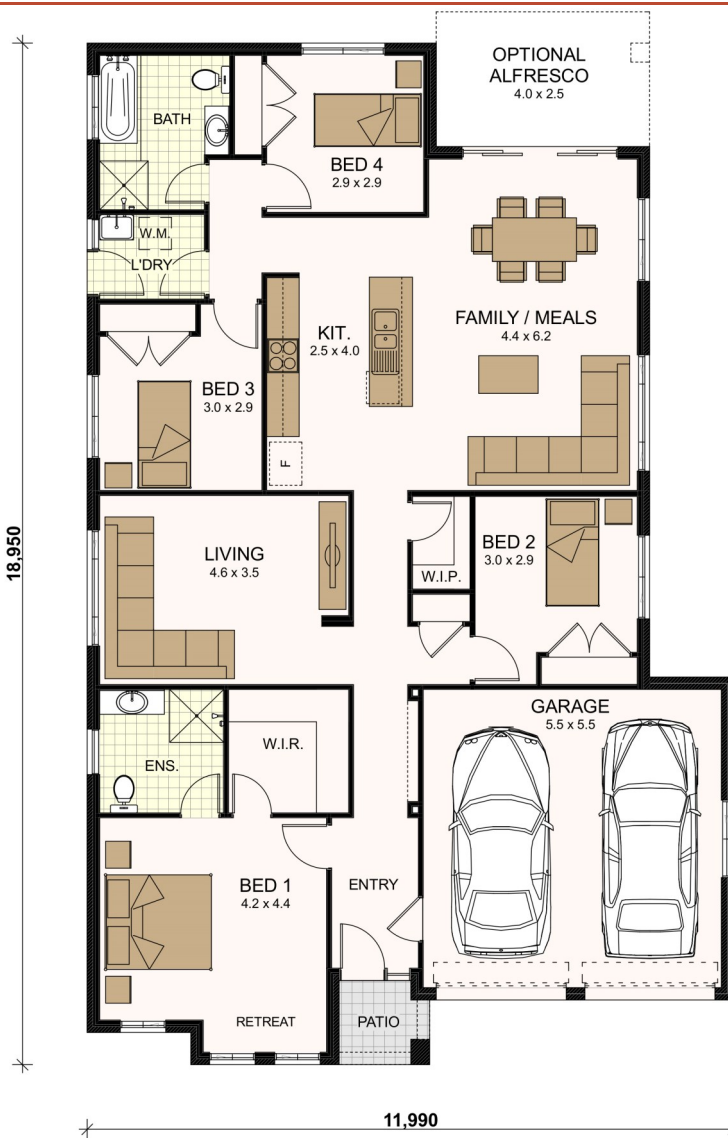 OPTIONAL
ALFRESCO
4.0 x 2.5
BATH
BED 4
2.9 x 2.9
W.M.
L'DRY
KIT.
2.5 x 4.0
FAMILY / MEALS
4.4 x 6.2
BED 3
3.0 x 2.9
F
18,950
LIVING
4.6 x 3.5
W.I.P.
BED 2
3.0 x 2.9
GARAGE
5.5 x 5.5
ENS.
W.I.R.
BED 1
4.2 x 4.4
ENTRY
RETREAT
PATIO
11,990